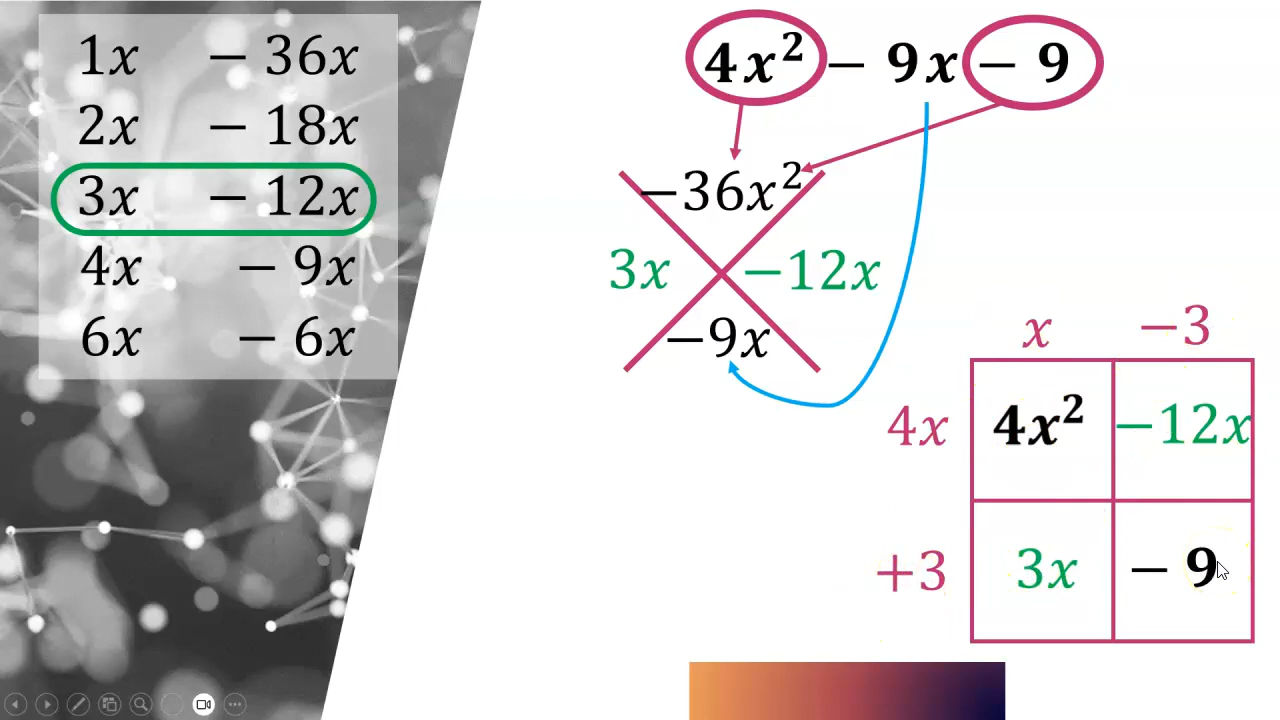 1x − 36x
2x − 18x
3x − 12x
4x − 9x
6x − 6x
4x² − 9x − 9
−36x²
3x −12x
−9x
x −3
4x 4x² −12x
+3 3x − 9